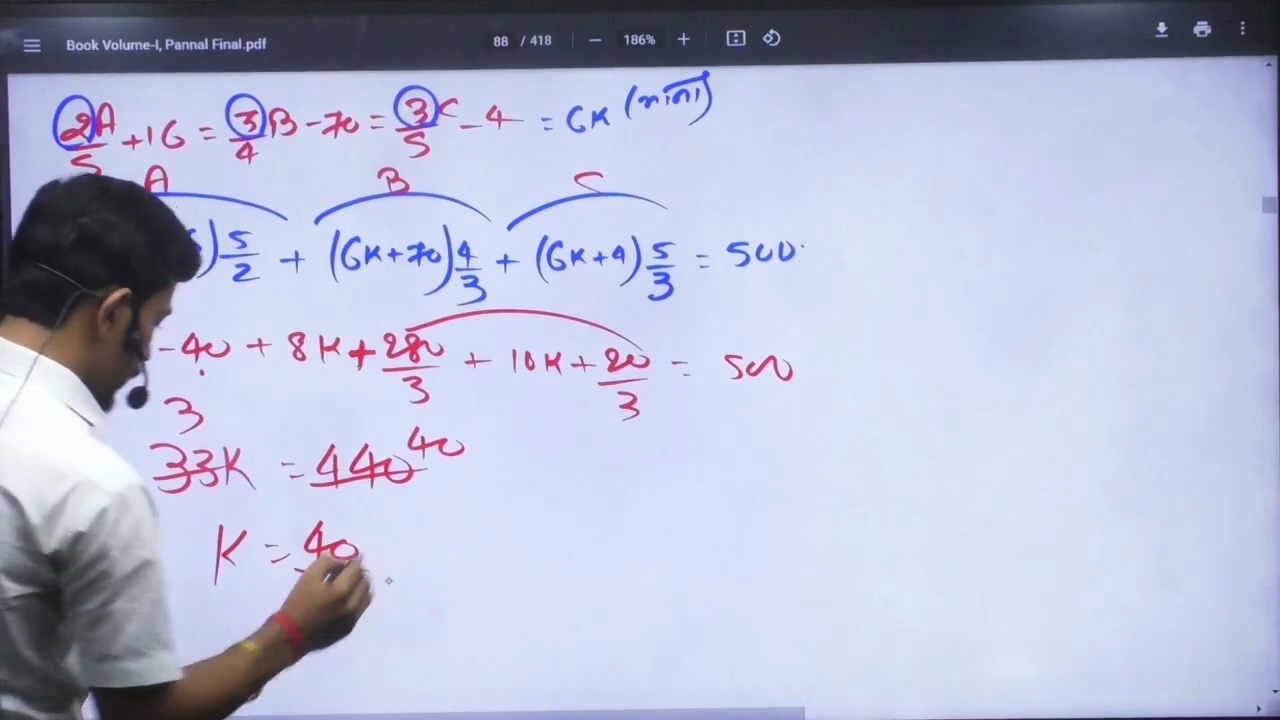 Book Volume-I, Pannal Final.pdf
88 / 418
186%
2A/5 + 16 = 3/4 B - 70 = 3/5 C - 4 = 6K (माना)
A B C
) 5/2 + (6K+70) 4/3 + (6K+4) 5/3 = 500
-40 + 8K + 280/3 + 10K + 20/3 = 500
3 40
33K = 440
K = 40